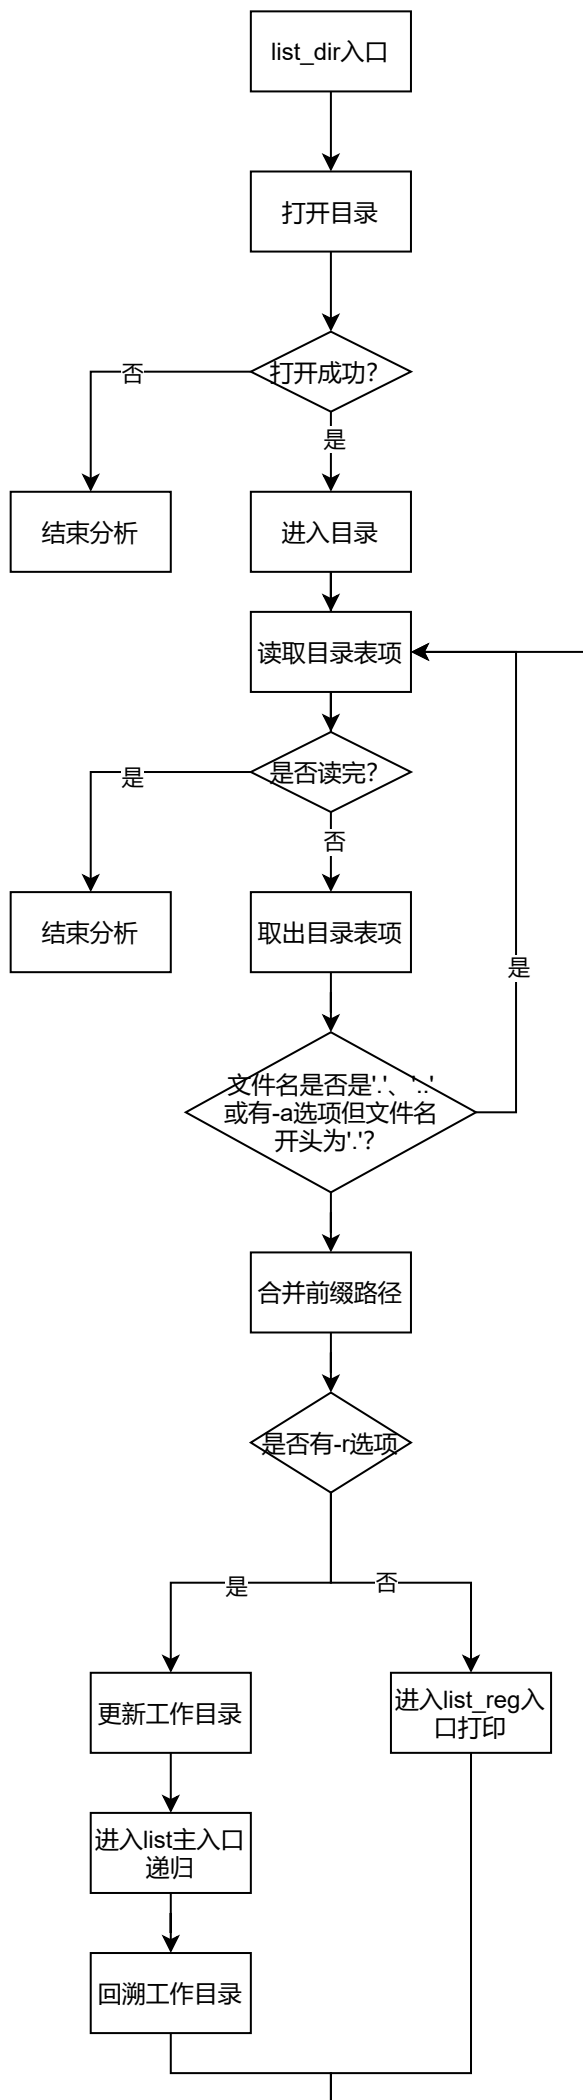 list_dir入口
打开目录
打开成功?
否
是
结束分析
进入目录
读取目录表项
是否读完?
是
否
结束分析
取出目录表项
是
文件名是否是'.'、'..'
或有-a选项但文件名
开头为'.'?
合并前缀路径
是否有-r选项
是
否
更新工作目录
进入list_reg入
口打印
进入list主入口
递归
回溯工作目录